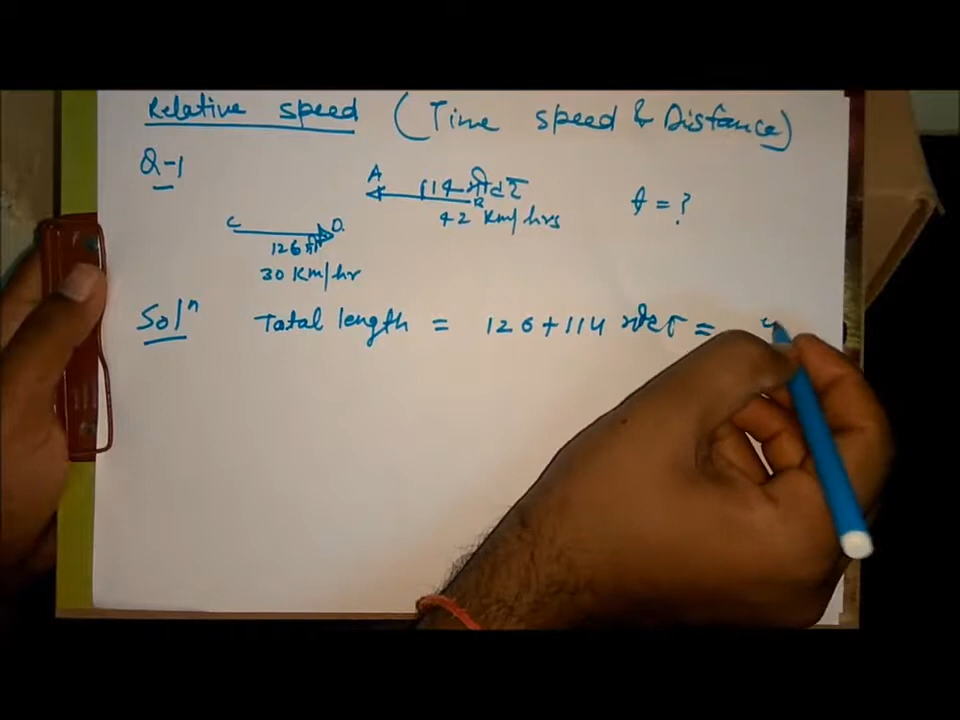 Relative speed (Time speed & Distance)
Q-1
A 114 मीटर B
42 Km/hrs
t = ?
C D
126 मी
30 Km/hr
Solⁿ Total length = 126+114 मीटर =